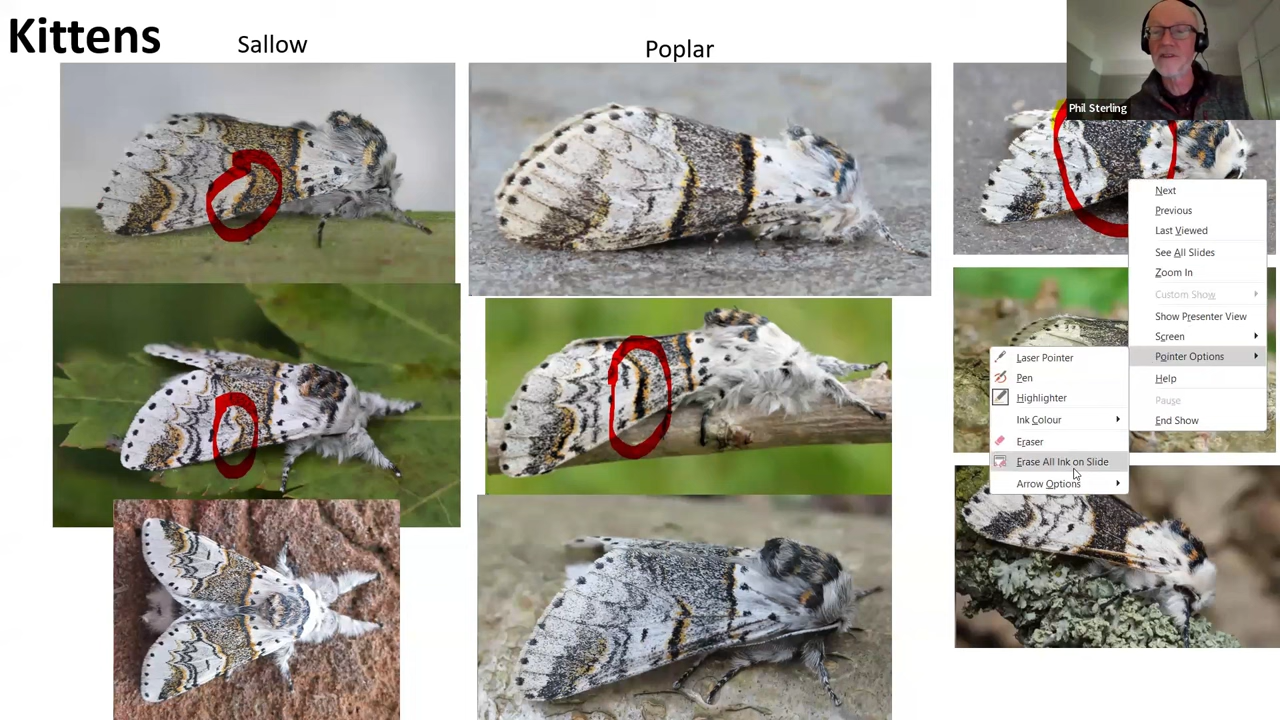 Kittens
Sallow
Poplar
Phil Sterling
Next
Previous
Last Viewed
See All Slides
Zoom In
Custom Show
Show Presenter View
Screen
Pointer Options
Help
Pause
End Show
Laser Pointer
Pen
Highlighter
Ink Colour
Eraser
Erase All Ink on Slide
Arrow Options